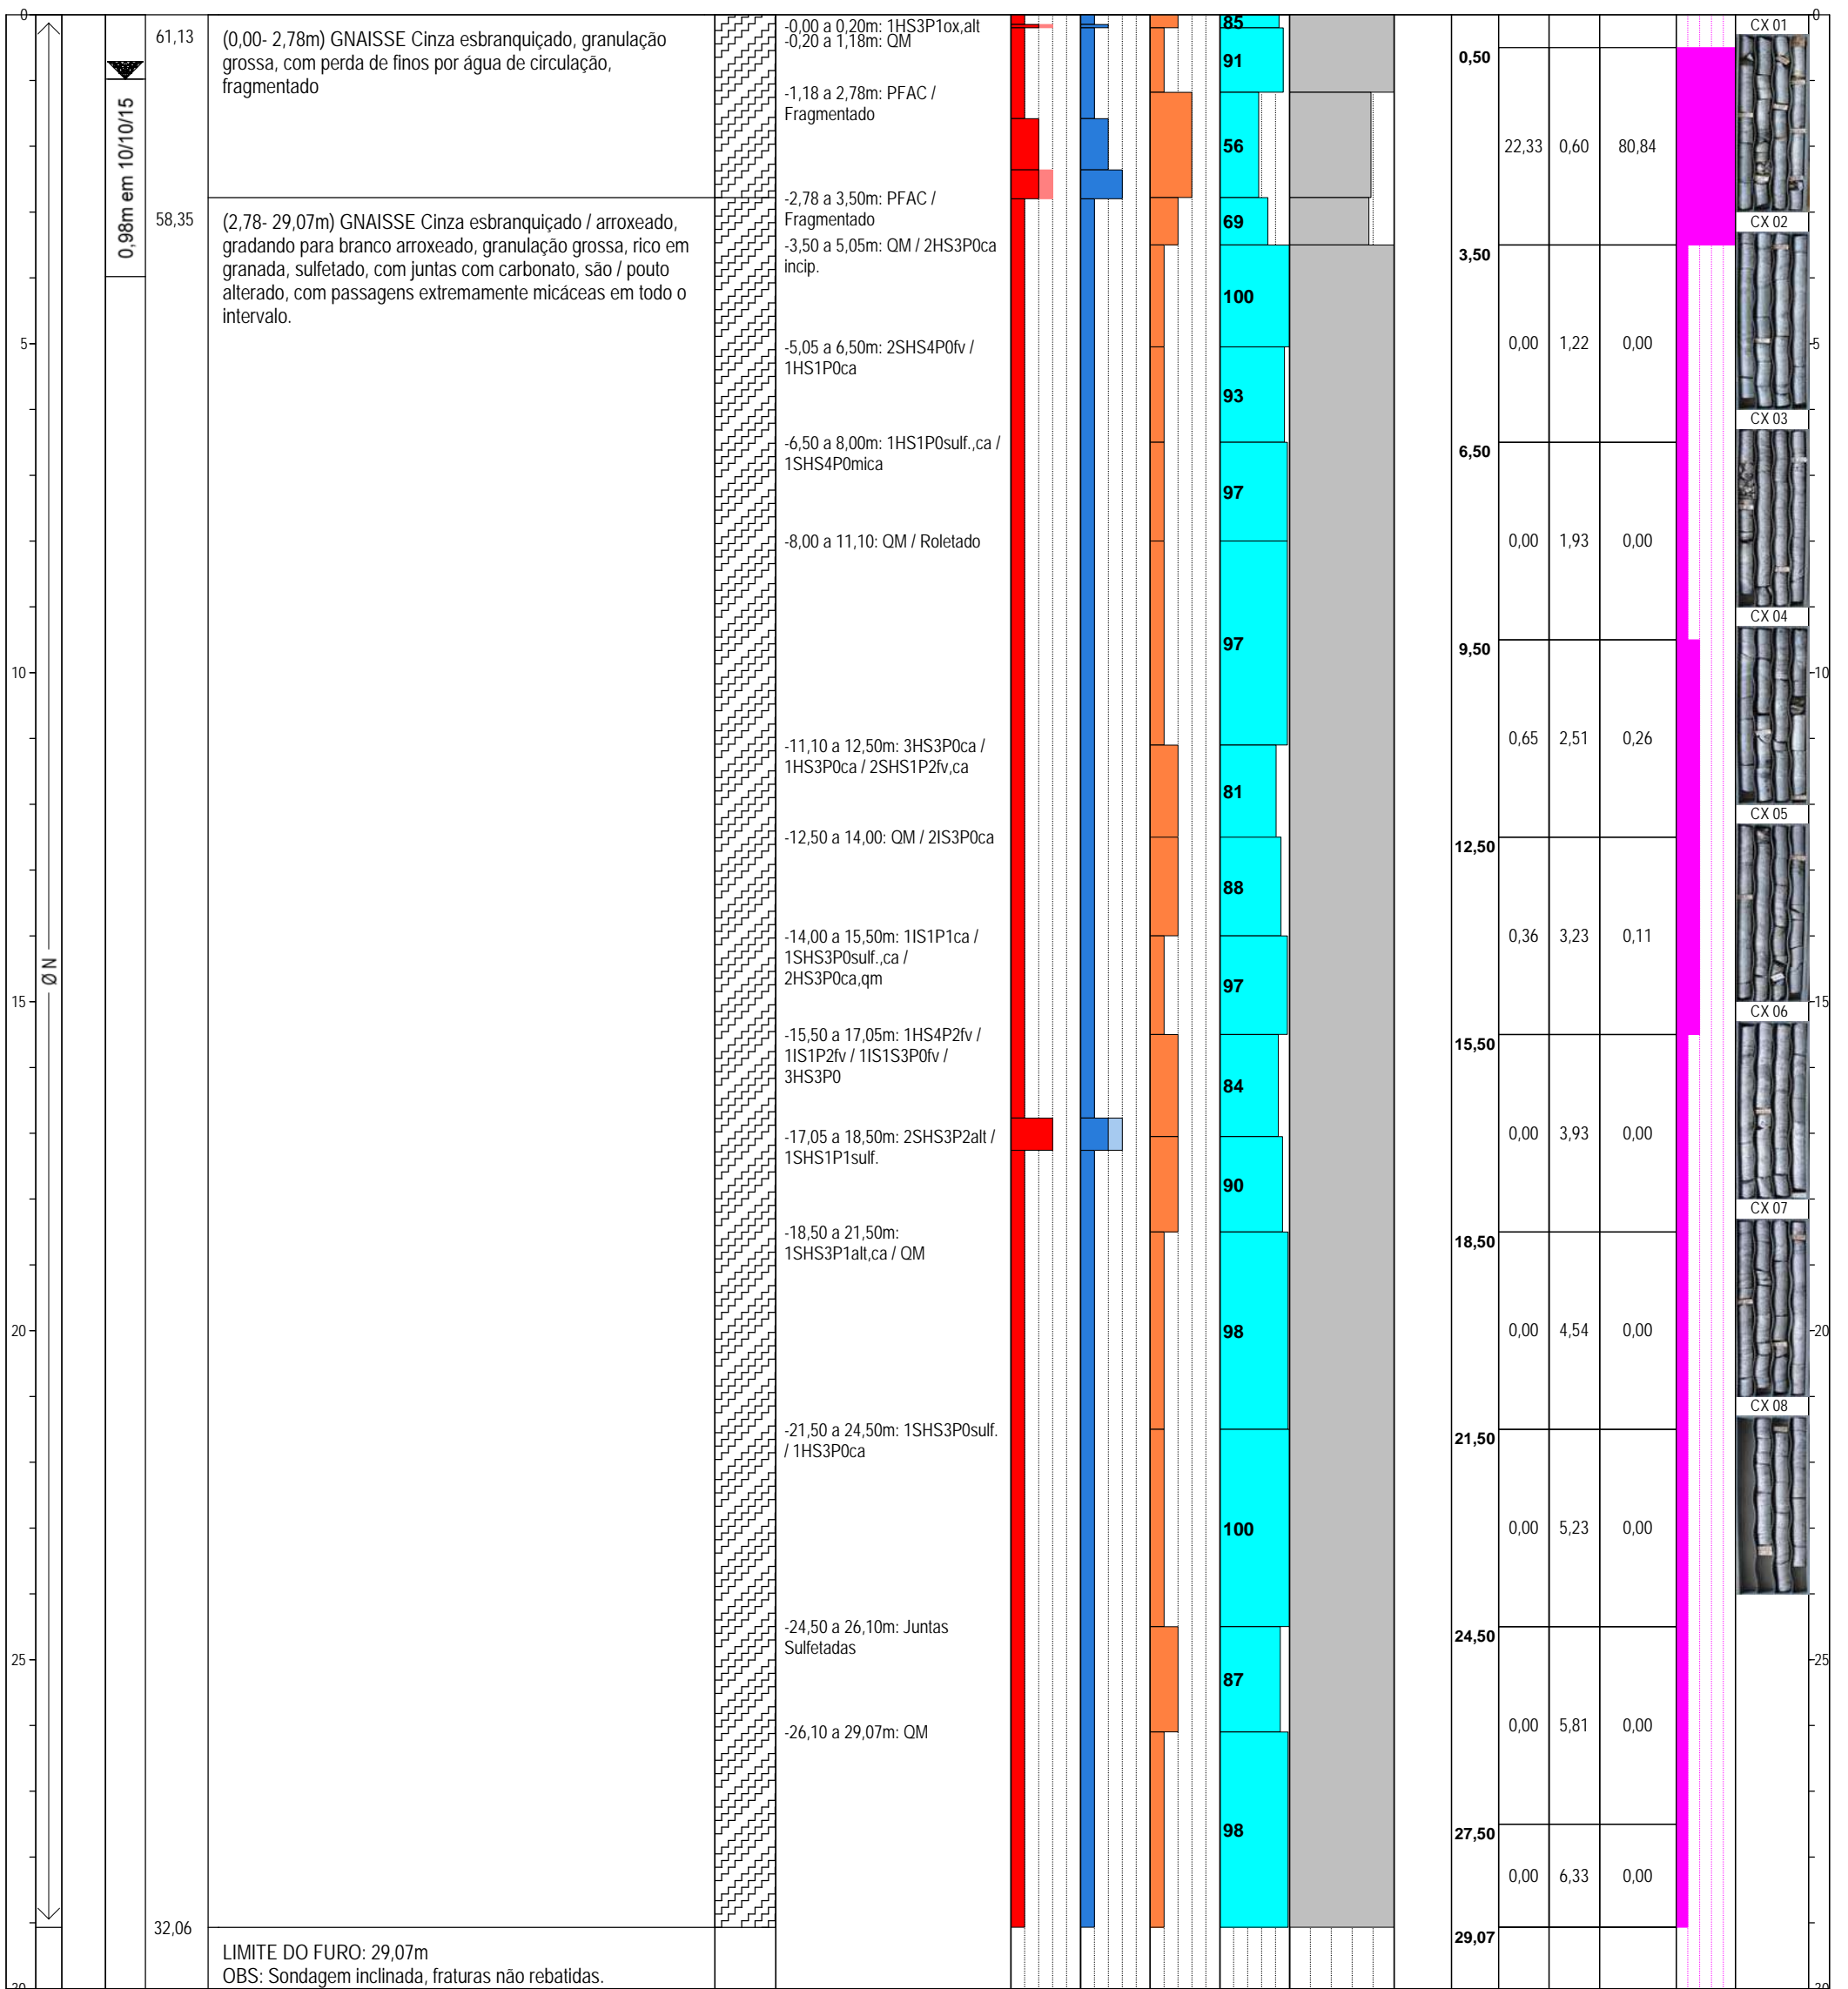 0
61,13
0,98m em 10/10/15
58,35
5
10
Ø N
15
20
25
32,06
(0,00- 2,78m) GNAISSE Cinza esbranquiçado, granulação
grossa, com perda de finos por água de circulação,
fragmentado
(2,78- 29,07m) GNAISSE Cinza esbranquiçado / arroxeado,
gradando para branco arroxeado, granulação grossa, rico em
granada, sulfetado, com juntas com carbonato, são / pouto
alterado, com passagens extremamente micáceas em todo o
intervalo.
LIMITE DO FURO: 29,07m
OBS: Sondagem inclinada, fraturas não rebatidas.
-0,00 a 0,20m: 1HS3P1ox,alt
-0,20 a 1,18m: QM
-1,18 a 2,78m: PFAC /
Fragmentado
-2,78 a 3,50m: PFAC /
Fragmentado
-3,50 a 5,05m: QM / 2HS3P0ca
incip.
-5,05 a 6,50m: 2SHS4P0fv /
1HS1P0ca
-6,50 a 8,00m: 1HS1P0sulf.,ca /
1SHS4P0mica
-8,00 a 11,10: QM / Roletado
-11,10 a 12,50m: 3HS3P0ca /
1HS3P0ca / 2SHS1P2fv,ca
-12,50 a 14,00: QM / 2IS3P0ca
-14,00 a 15,50m: 1IS1P1ca /
1SHS3P0sulf.,ca /
2HS3P0ca,qm
-15,50 a 17,05m: 1HS4P2fv /
1IS1P2fv / 1IS1S3P0fv /
3HS3P0
-17,05 a 18,50m: 2SHS3P2alt /
1SHS1P1sulf.
-18,50 a 21,50m:
1SHS3P1alt,ca / QM
-21,50 a 24,50m: 1SHS3P0sulf.
/ 1HS3P0ca
-24,50 a 26,10m: Juntas
Sulfetadas
-26,10 a 29,07m: QM
85
91
56
69
100
93
97
97
81
88
97
84
90
98
100
87
98
0,50
22,33 0,60 80,84
3,50
0,00 1,22 0,00
6,50
0,00 1,93 0,00
9,50
0,65 2,51 0,26
12,50
0,36 3,23 0,11
15,50
0,00 3,93 0,00
18,50
0,00 4,54 0,00
21,50
0,00 5,23 0,00
24,50
0,00 5,81 0,00
27,50
0,00 6,33 0,00
29,07
CX 01
CX 02
CX 03
CX 04
CX 05
CX 06
CX 07
CX 08
0
5
10
15
20
25